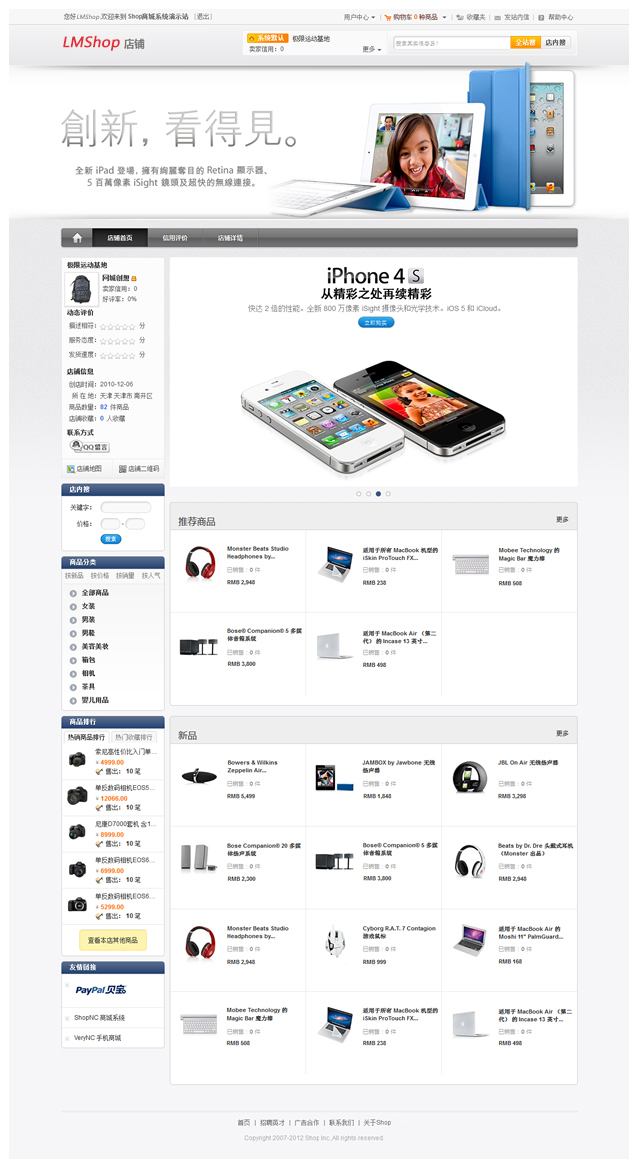 您好 LMShop,欢迎来到 Shop商城系统演示站 [退出]
用户中心 购物车 0 种商品 收藏夹 站内信 帮助中心
LMShop 店铺
系统默认 极限运动基地
卖家信用: 0 更多
全站搜 店内搜
創新，看得見。
全新 iPad 登場，擁有絢麗奪目的 Retina 顯示器、
5 百萬像素 iSight 鏡頭及超快的無線連接。
店铺首页 信用评价 店铺详情
极限运动基地
同城创想
卖家信用: 0
好评率: 0%
动态评价
描述相符: 分
服务态度: 分
发货速度: 分
店铺信息
创店时间: 2010-12-06
所 在 地: 天津 天津市 南开区
商品数量: 82 件商品
店铺收藏: 0 人收藏
联系方式
QQ留言
店铺地图 店铺二维码
iPhone 4 S
从精彩之处再续精彩
快达 2 倍的性能。全新 800 万像素 iSight 摄像头和光学技术。iOS 5 和 iCloud。
立即购买
店内搜
关键字:
价格: -
搜索
商品分类
按新品 按价格 按销量 按人气
全部商品
女装
男装
男鞋
美容美妆
箱包
相机
茶具
婴儿用品
商品排行
热销商品排行 热门收藏排行
索尼高性价比入门单...
¥ 4999.00
售出: 10 笔
单反数码相机EOS5...
¥ 12066.00
售出: 10 笔
尼康D7000套机 含1...
¥ 8999.00
售出: 10 笔
单反数码相机EOS6...
¥ 6999.00
售出: 10 笔
单反数码相机EOS6...
¥ 5299.00
售出: 10 笔
查看本店其他商品
友情链接
PayPal 贝宝
ShopNC 商城系统
VeryNC 手机商城
推荐商品 更多
Monster Beats Studio
Headphones by...
已销售: 0 件
RMB 2,948
适用于所有 MacBook 机型的
iSkin ProTouch FX...
已销售: 0 件
RMB 238
Mobee Technology 的
Magic Bar 魔力棒
已销售: 0 件
RMB 508
Bose® Companion® 5 多媒
体音箱系统
已销售: 0 件
RMB 3,800
适用于 MacBook Air （第二
代） 的 Incase 13 英寸...
已销售: 0 件
RMB 498
新品 更多
Bowers & Wilkins
Zeppelin Air...
已销售: 0 件
RMB 5,499
JAMBOX by Jawbone 无线
扬声器
已销售: 0 件
RMB 1,848
JBL On Air 无线扬声器
已销售: 0 件
RMB 3,298
Bose Companion® 20 多媒
体扬声系统
已销售: 0 件
RMB 2,300
Bose® Companion® 5 多媒
体音箱系统
已销售: 0 件
RMB 3,800
Beats by Dr. Dre 头戴式耳机
（Monster 出品）
已销售: 0 件
RMB 2,948
Monster Beats Studio
Headphones by...
已销售: 0 件
RMB 2,948
Cyborg R.A.T. 7 Contagion
游戏鼠标
已销售: 0 件
RMB 999
适用于 MacBook Air 的
Moshi 11" PalmGuard...
已销售: 0 件
RMB 168
Mobee Technology 的
Magic Bar 魔力棒
已销售: 0 件
RMB 508
适用于所有 MacBook 机型的
iSkin ProTouch FX...
已销售: 0 件
RMB 238
适用于 MacBook Air （第二
代） 的 Incase 13 英寸...
已销售: 0 件
RMB 498
首页 | 招聘英才 | 广告合作 | 联系我们 | 关于Shop
Copyright 2007-2012 Shop Inc.,All rights reserved.